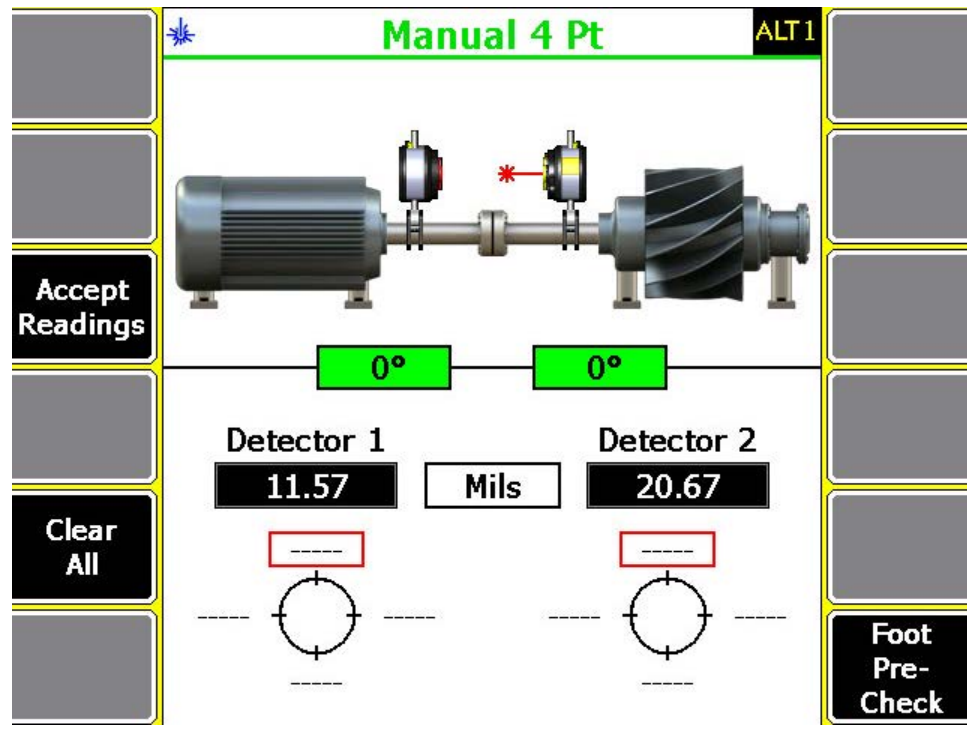 Manual 4 Pt
ALT1
Accept
Readings
0°
0°
Detector 1
Detector 2
11.57
Mils
20.67
Clear
All
-----
-----
-----
-----
-----
-----
-----
-----
Foot
Pre-
Check